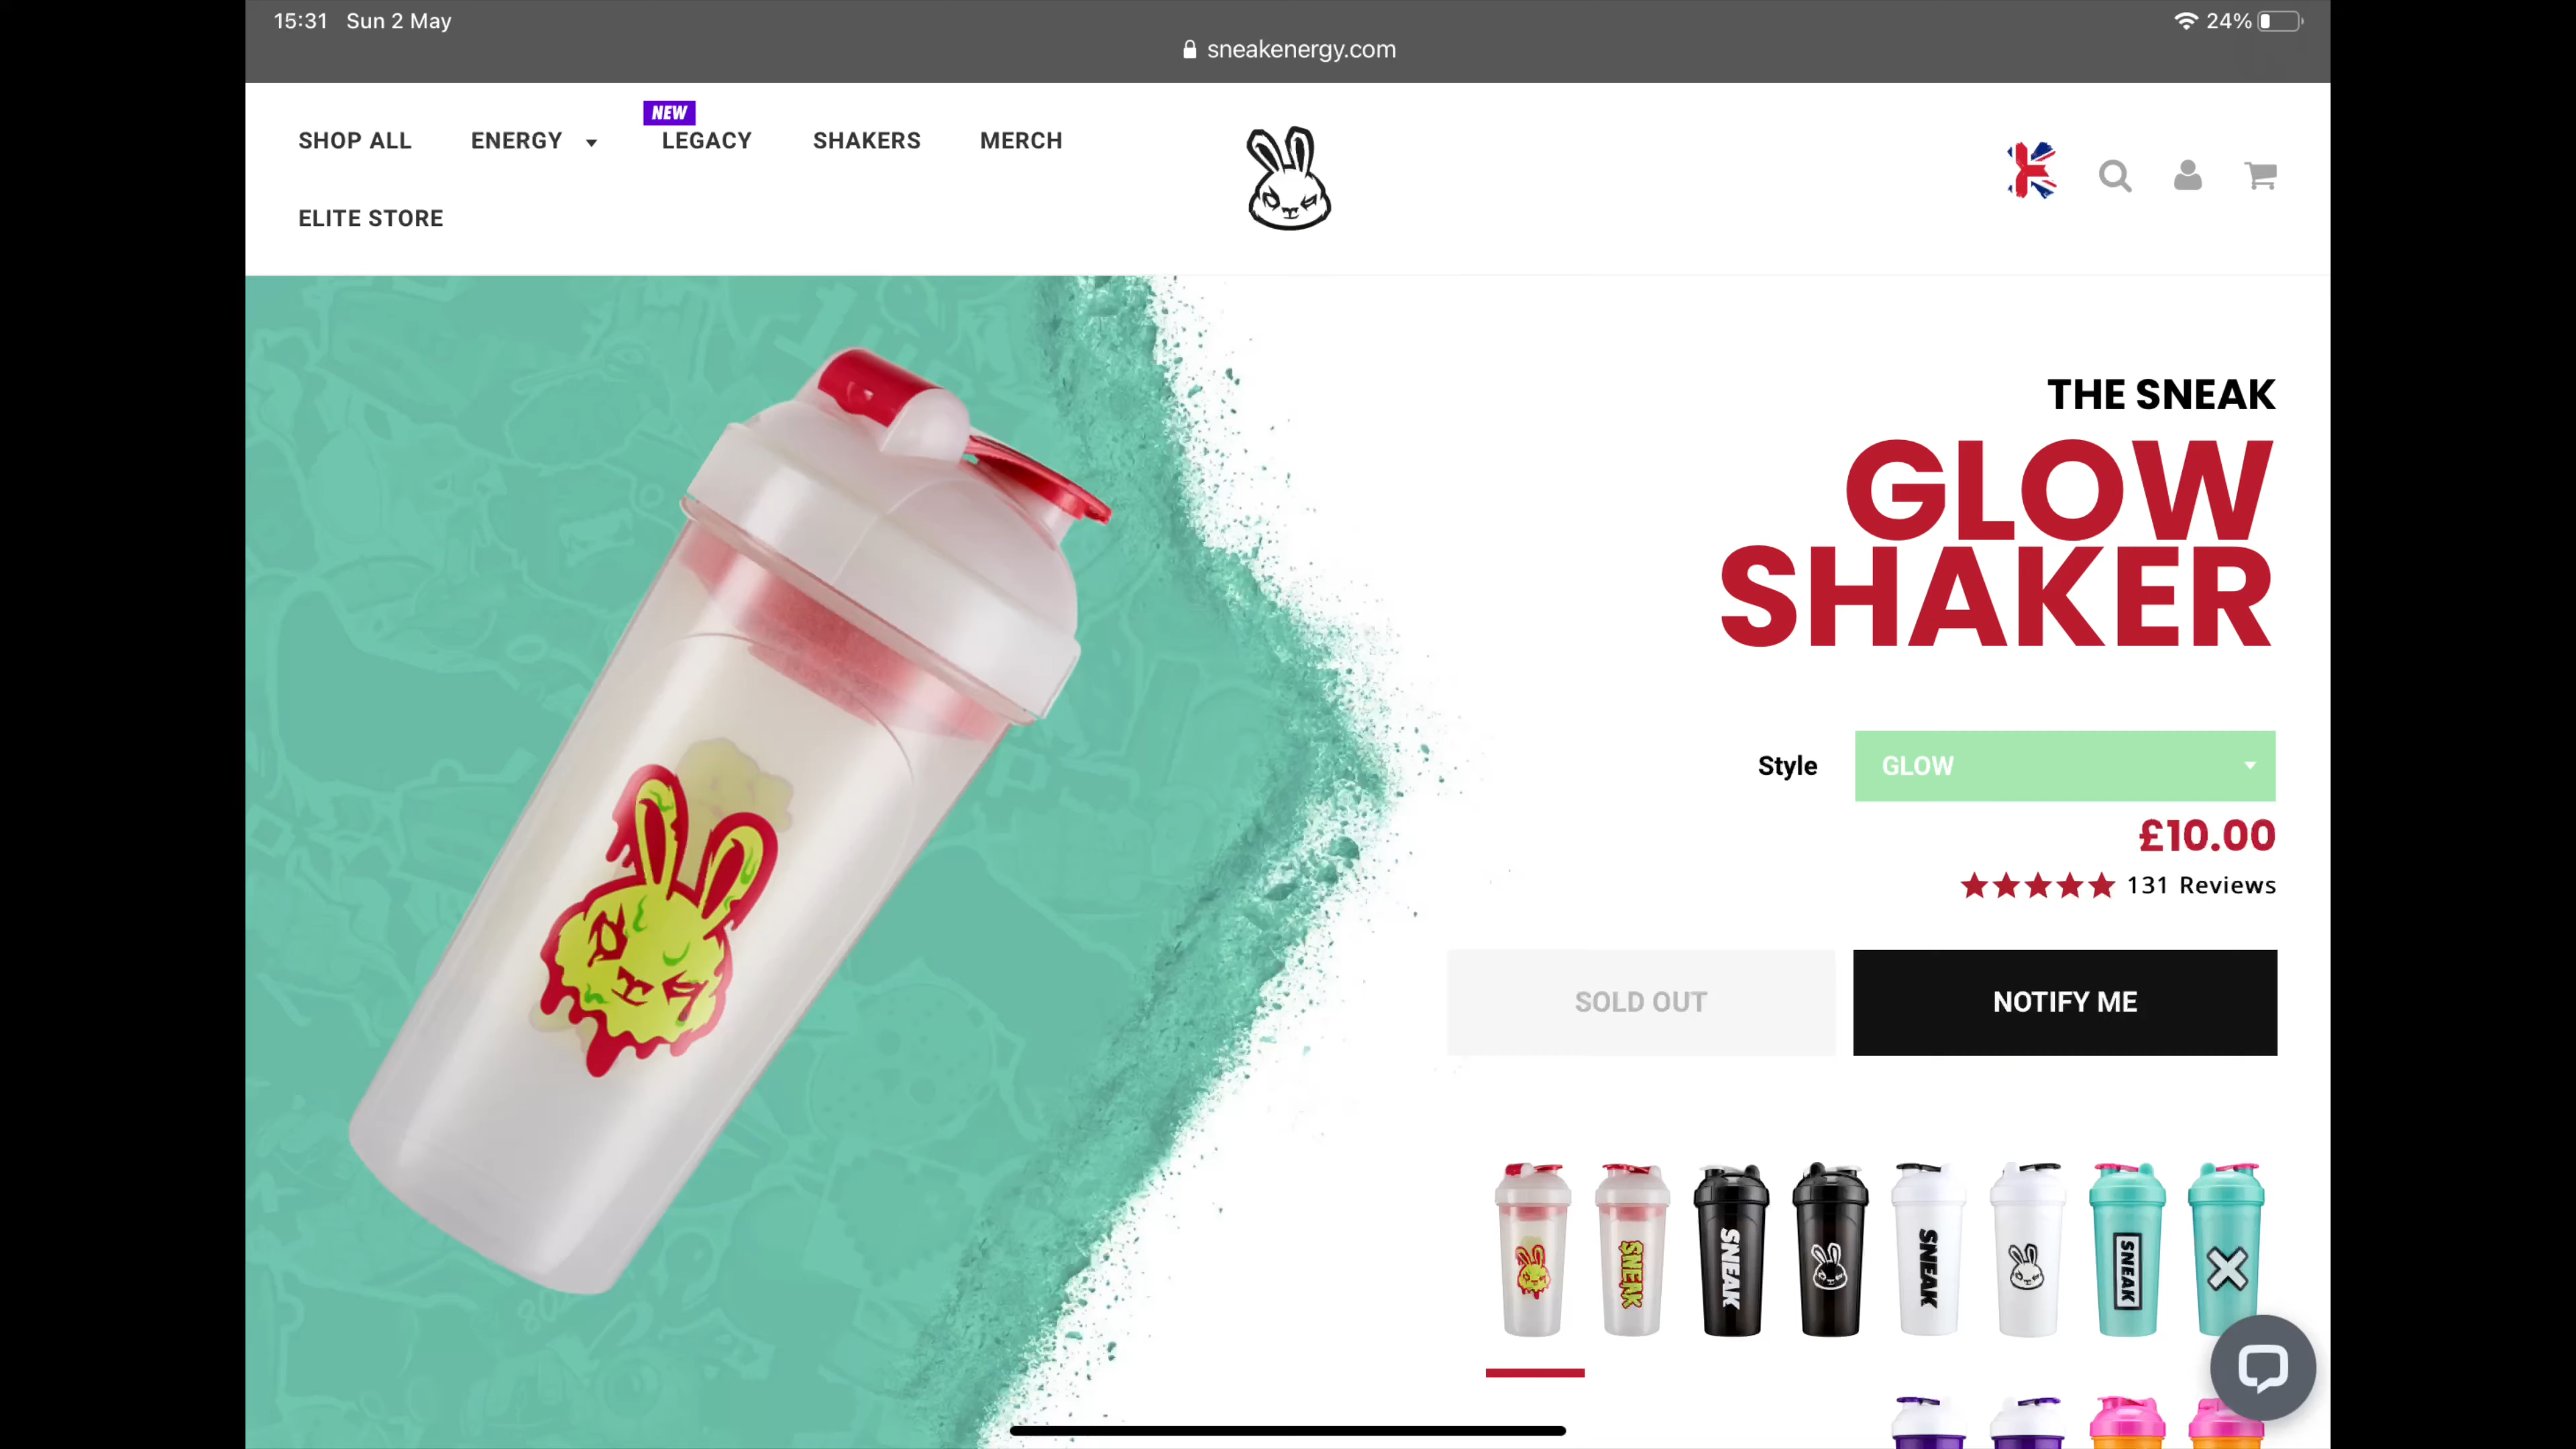 15:31 Sun 2 May
24%
sneakenergy.com
NEW
SHOP ALL ENERGY LEGACY SHAKERS MERCH
ELITE STORE
THE SNEAK
GLOW
SHAKER
Style GLOW
£10.00
131 Reviews
SOLD OUT NOTIFY ME
SNEAK SNEAK SNEAK SNEAK